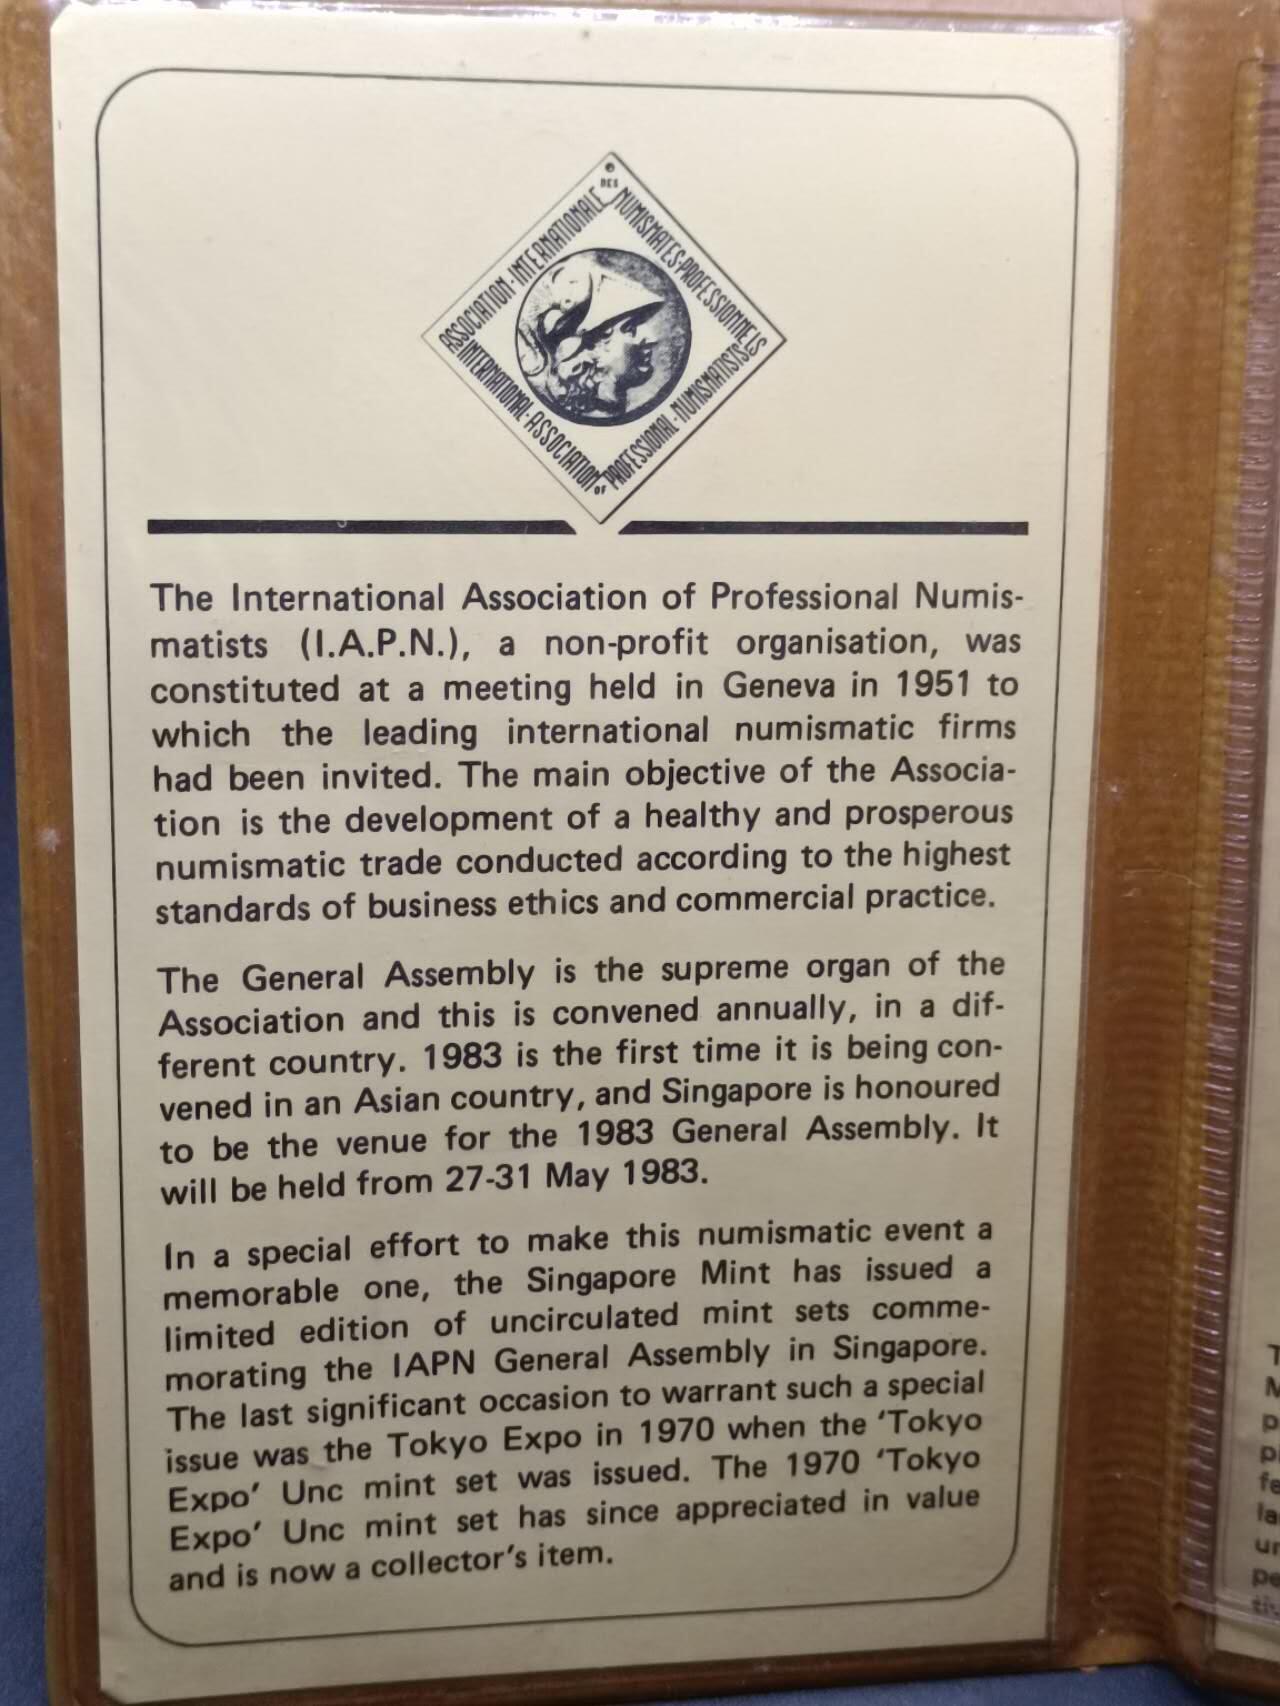 ASSOCIATION · INTERNATIONALE
DES
NUMISMATES · PROFESSIONNELS
INTERNATIONAL · ASSOCIATION
OF
PROFESSIONAL · NUMISMATISTS
The International Association of Professional Numis-
matists (I.A.P.N.), a non-profit organisation, was
constituted at a meeting held in Geneva in 1951 to
which the leading international numismatic firms
had been invited. The main objective of the Associa-
tion is the development of a healthy and prosperous
numismatic trade conducted according to the highest
standards of business ethics and commercial practice.
The General Assembly is the supreme organ of the
Association and this is convened annually, in a dif-
ferent country. 1983 is the first time it is being con-
vened in an Asian country, and Singapore is honoured
to be the venue for the 1983 General Assembly. It
will be held from 27-31 May 1983.
In a special effort to make this numismatic event a
memorable one, the Singapore Mint has issued a
limited edition of uncirculated mint sets comme-
morating the IAPN General Assembly in Singapore.
The last significant occasion to warrant such a special
issue was the Tokyo Expo in 1970 when the 'Tokyo
Expo' Unc mint set was issued. The 1970 'Tokyo
Expo' Unc mint set has since appreciated in value
and is now a collector's item.